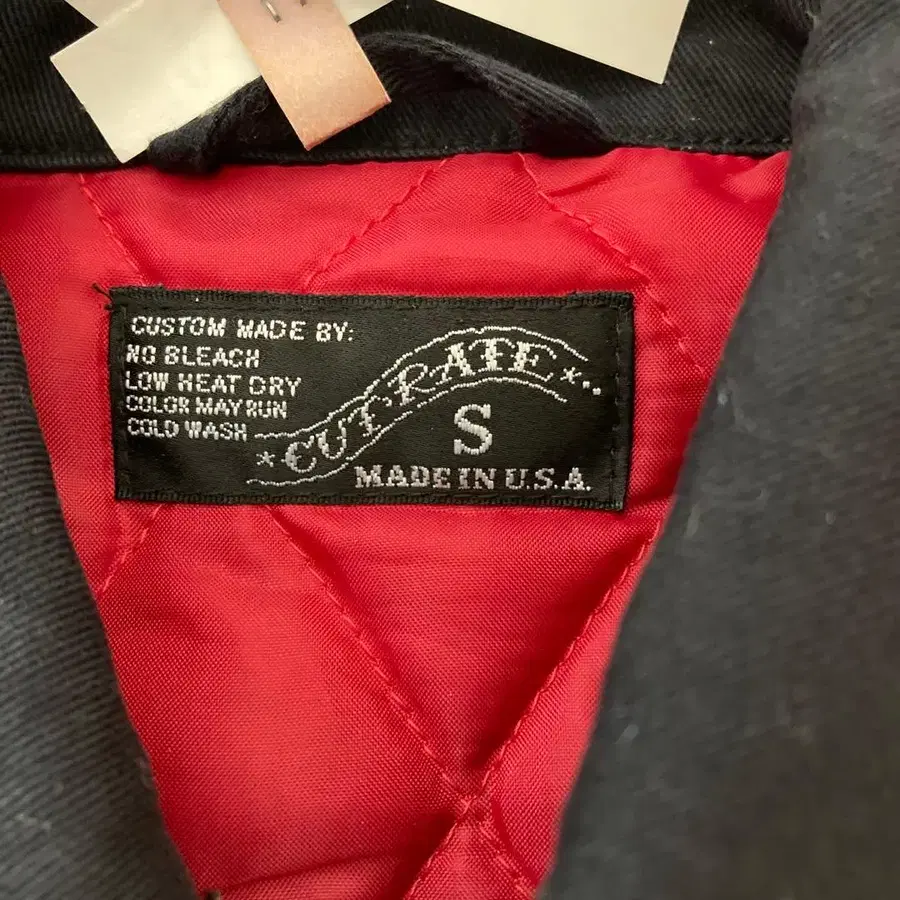 CUSTOM MADE BY:
NO BLEACH
LOW HEAT DRY
COLOR MAY RUN
COLD WASH
*CUT RATE*
S
MADE IN U.S.A.